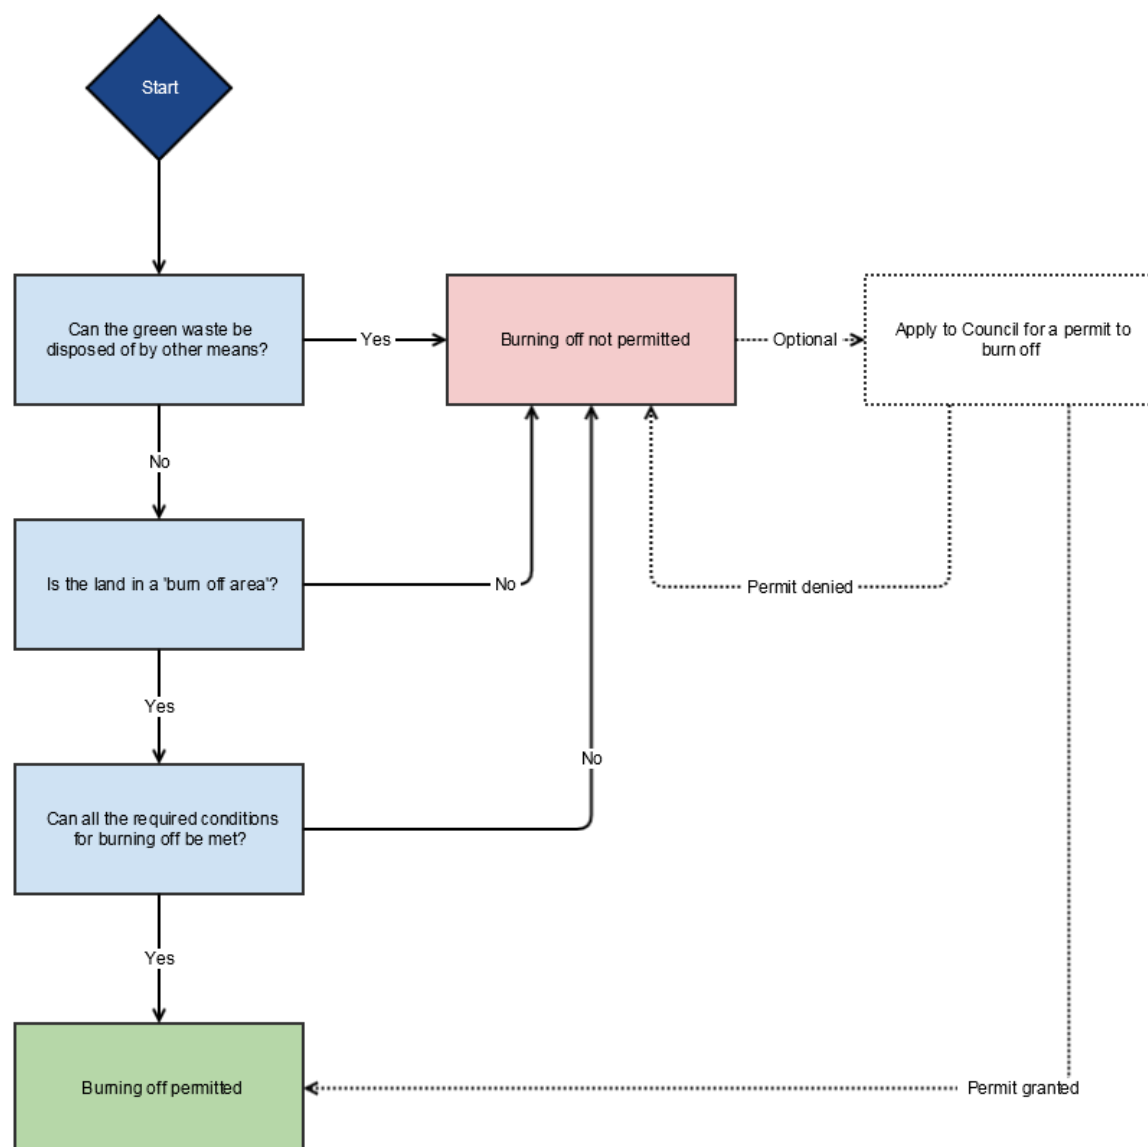 Start
Can the green waste be
disposed of by other means?
Yes
Burning off not permitted
Optional
Apply to Council for a permit to
burn off
No
Is the land in a 'burn off area'?
No
Permit denied
Yes
No
Can all the required conditions
for burning off be met?
Yes
Burning off permitted
Permit granted